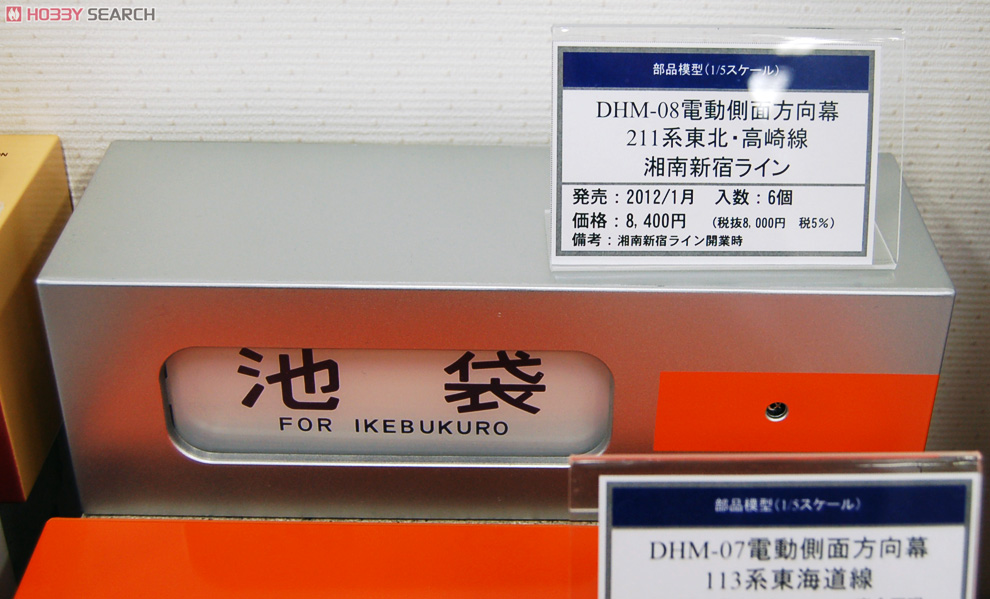 HOBBY SEARCH
部品模型(1/5スケール)
DHM-08電動側面方向幕
211系東北・高崎線
湘南新宿ライン
発売：2012/1月 入数：6個
価格：8,400円 (税抜8,000円 税5%)
備考：湘南新宿ライン開業時
池袋
FOR IKEBUKURO
部品模型(1/5スケール)
DHM-07電動側面方向幕
113系東海道線